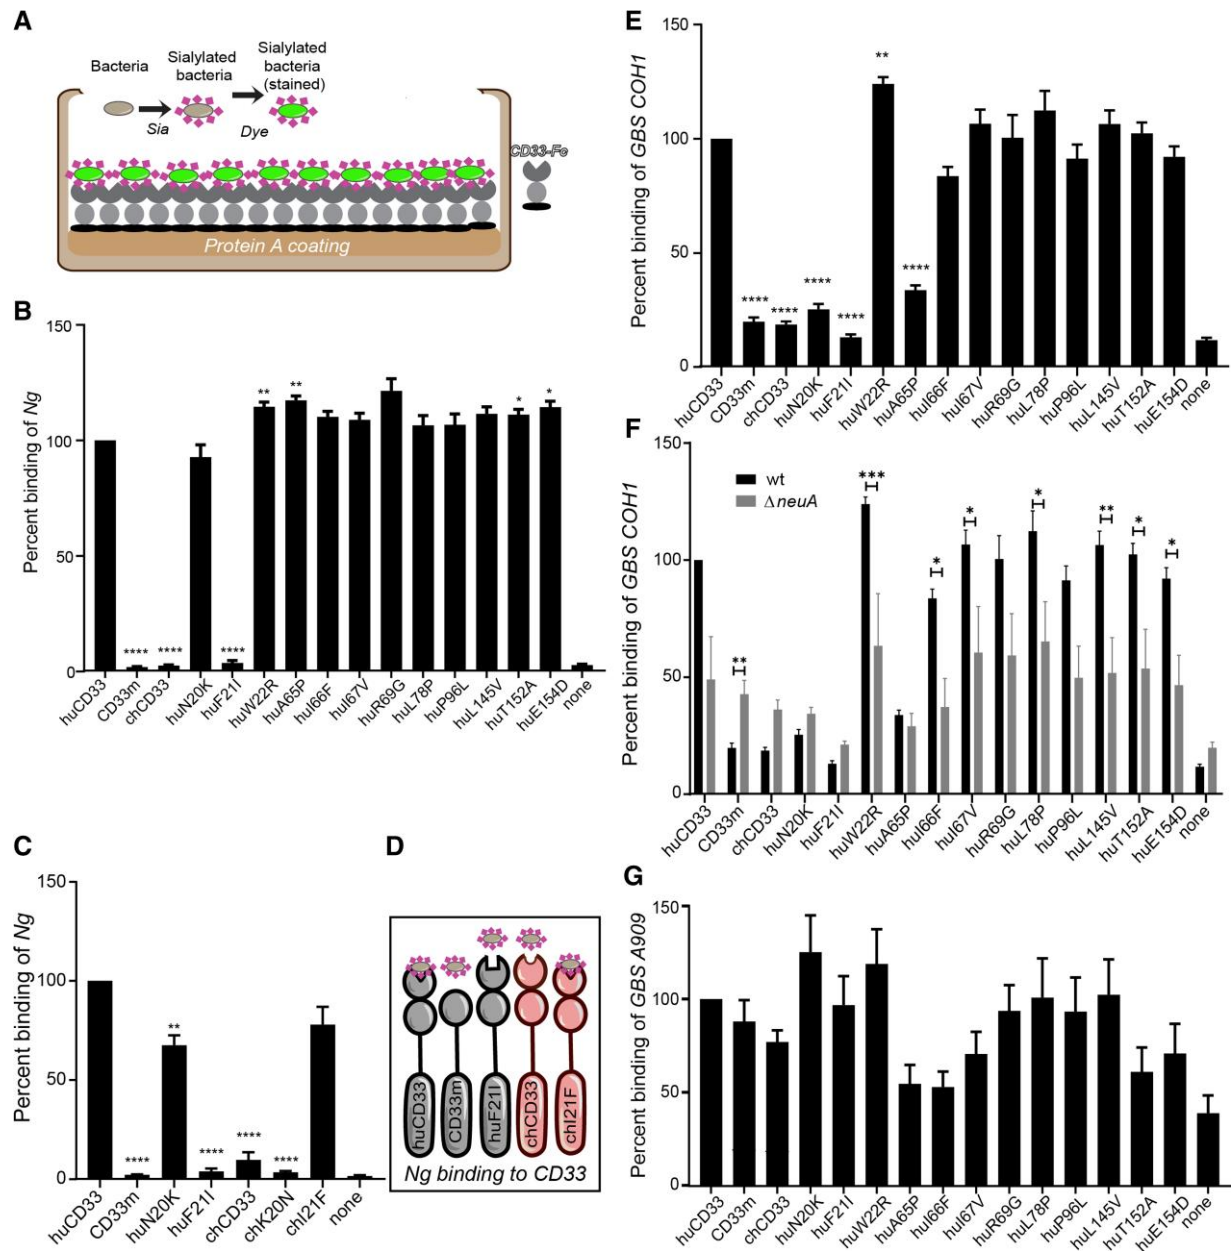 A
Bacteria
Sialylated
bacteria
Sialylated
bacteria
(stained)
Sia
Dye
CD33-Fc
Protein A coating
B
Percent binding of Ng
150
100
50
0
**** **** **** ** ** * *
huCD33
CD33m
chCD33
huN20K
huF21I
huW22R
huA65P
huI66F
huI67V
huR69G
huL78P
huP96L
huL145V
huT152A
huE154D
none
C
Percent binding of Ng
150
100
50
0
**** ** **** **** ****
huCD33
CD33m
huN20K
huF21I
chCD33
chK20N
chI21F
none
D
huCD33
CD33m
huF21I
chCD33
chI21F
Ng binding to CD33
E
Percent binding of GBS COH1
150
100
50
0
**** **** **** **** ** ****
huCD33
CD33m
chCD33
huN20K
huF21I
huW22R
huA65P
huI66F
huI67V
huR69G
huL78P
huP96L
huL145V
huT152A
huE154D
none
F
Percent binding of GBS COH1
150
100
50
0
wt
ΔneuA
** *** * * * ** * *
huCD33
CD33m
chCD33
huN20K
huF21I
huW22R
huA65P
huI66F
huI67V
huR69G
huL78P
huP96L
huL145V
huT152A
huE154D
none
G
Percent binding of GBS A909
150
100
50
0
huCD33
CD33m
chCD33
huN20K
huF21I
huW22R
huA65P
huI66F
huI67V
huR69G
huL78P
huP96L
huL145V
huT152A
huE154D
none